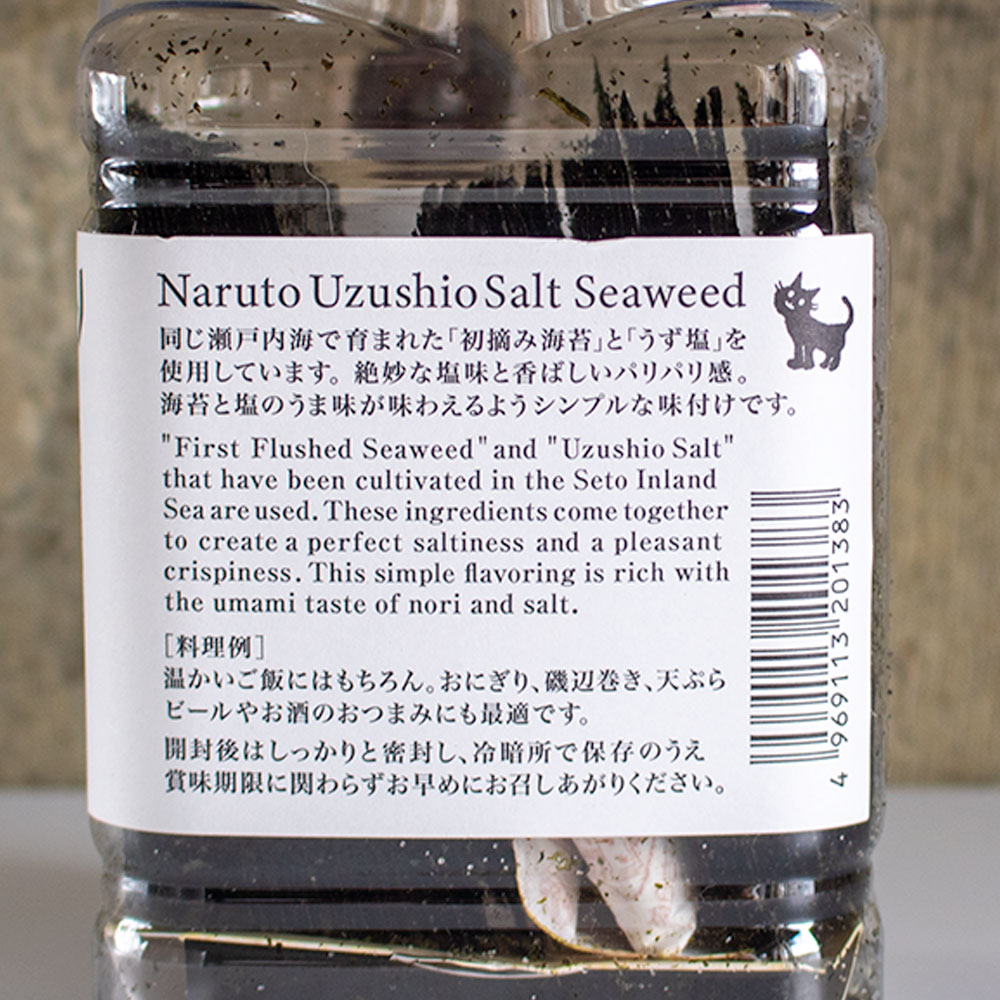 Naruto Uzushio Salt Seaweed
同じ瀬戸内海で育まれた「初摘み海苔」と「うず塩」を
使用しています。絶妙な塩味と香ばしいパリパリ感。
海苔と塩のうま味が味わえるようシンプルな味付けです。
"First Flushed Seaweed" and "Uzushio Salt"
that have been cultivated in the Seto Inland
Sea are used. These ingredients come together
to create a perfect saltiness and a pleasant
crispiness. This simple flavoring is rich with
the umami taste of nori and salt.
[料理例]
温かいご飯にはもちろん。おにぎり、磯辺巻き、天ぷら
ビールやお酒のおつまみにも最適です。
開封後はしっかりと密封し、冷暗所で保存のうえ
賞味期限に関わらずお早めにお召しあがりください。
4 969113 201383